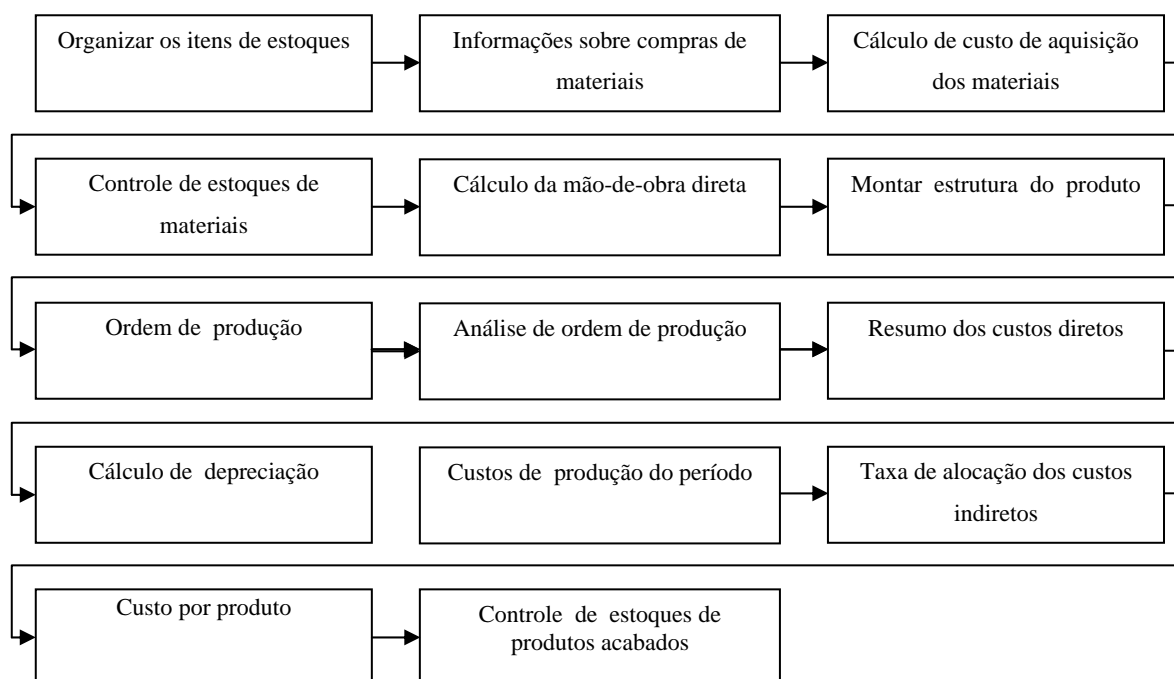 Organizar os itens de estoques
Informações sobre compras de
materiais
Cálculo de custo de aquisição
dos materiais
Controle de estoques de
materiais
Cálculo da mão-de-obra direta
Montar estrutura do produto
Ordem de produção
Análise de ordem de produção
Resumo dos custos diretos
Cálculo de depreciação
Custos de produção do período
Taxa de alocação dos custos
indiretos
Custo por produto
Controle de estoques de
produtos acabados